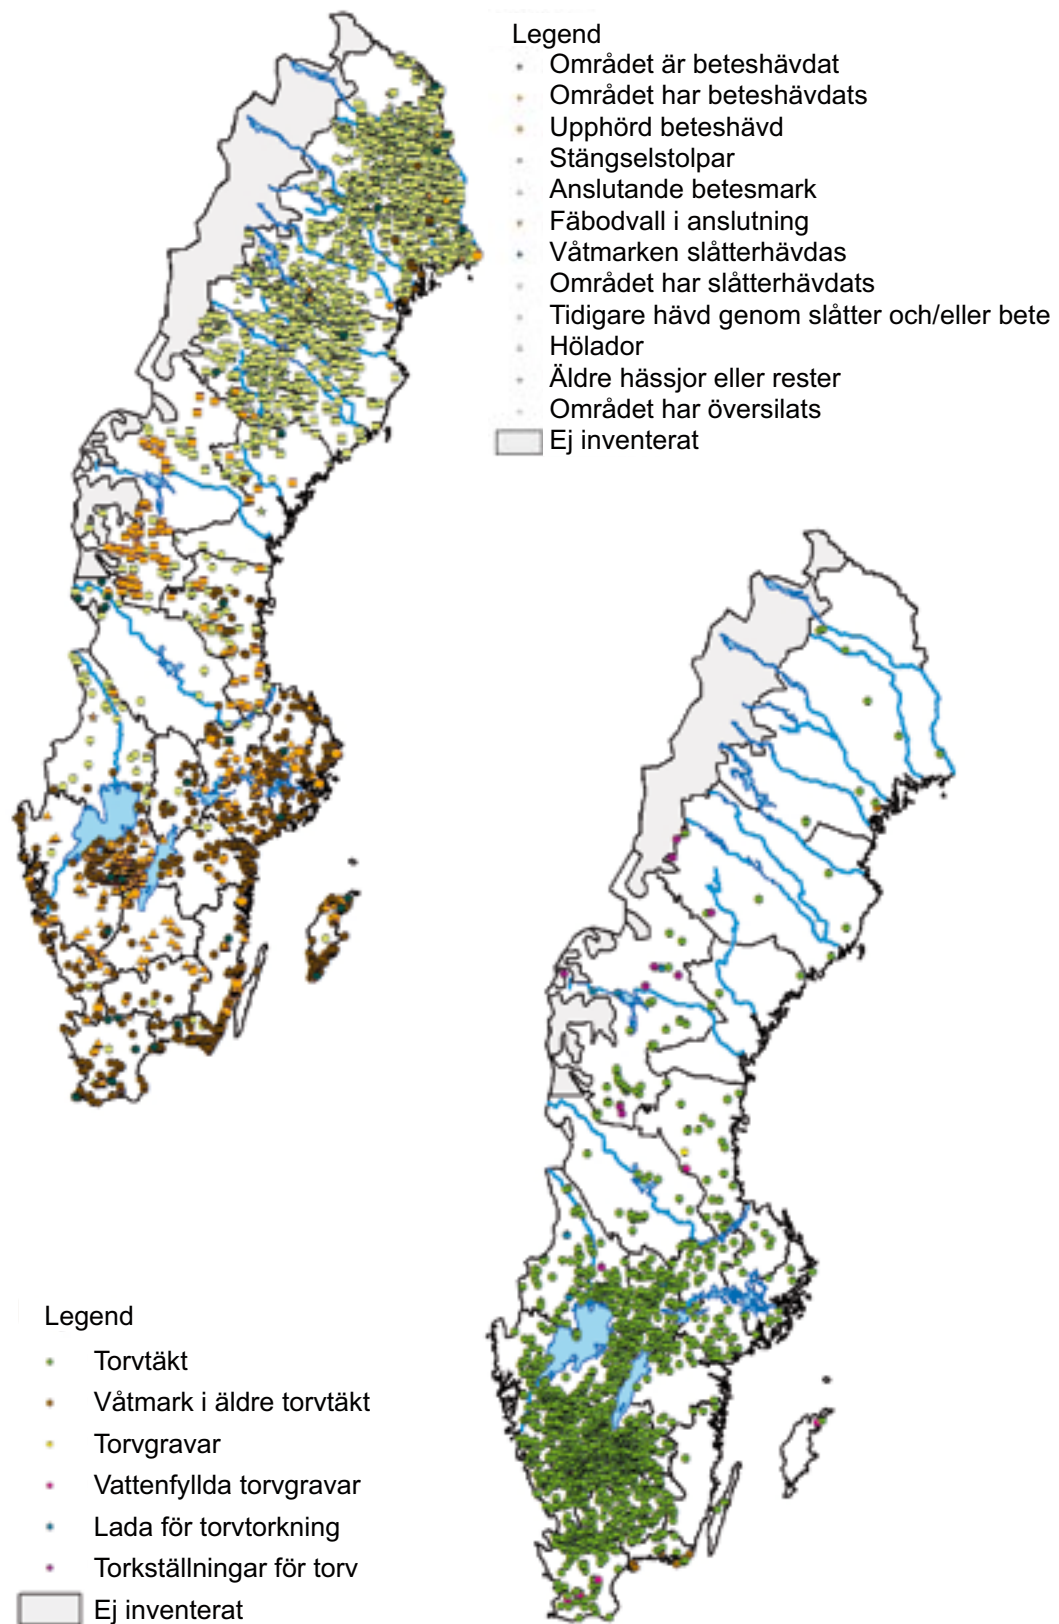 Legend
Området är beteshävdat
Området har beteshävdats
Upphörd beteshävd
Stängselstolpar
Anslutande betesmark
Fäbodvall i anslutning
Våtmarken slåtterhävdas
Området har slåtterhävdats
Tidigare hävd genom slåtter och/eller bete
Hölador
Äldre hässjor eller rester
Området har översilats
Ej inventerat
Legend
Torvtäkt
Våtmark i äldre torvtäkt
Torvgravar
Vattenfyllda torvgravar
Lada för torvtorkning
Torkställningar för torv
Ej inventerat